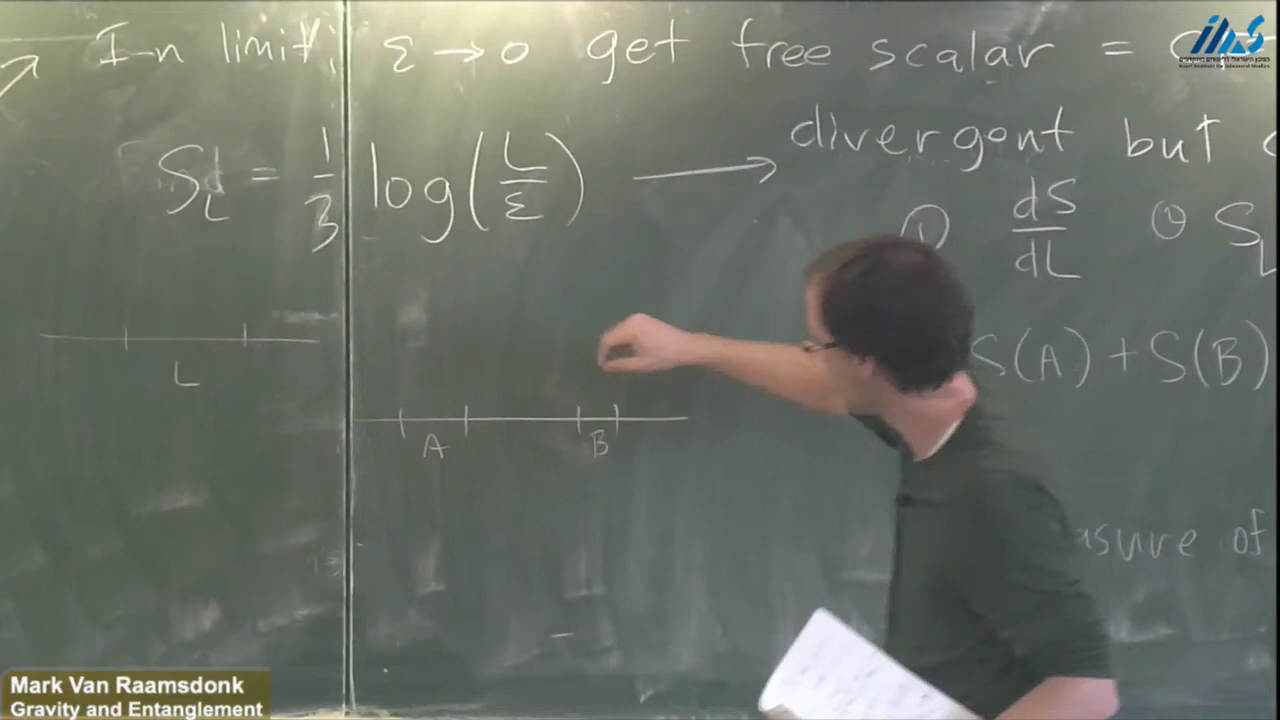 In limit, ε → 0 get free scalar =
divergent but
S_L = 1/3 log(L/ε) →
① dS/dL ② S_L
L
S(A) + S(B)
A B
asure of
Mark Van Raamsdonk
Gravity and Entanglement